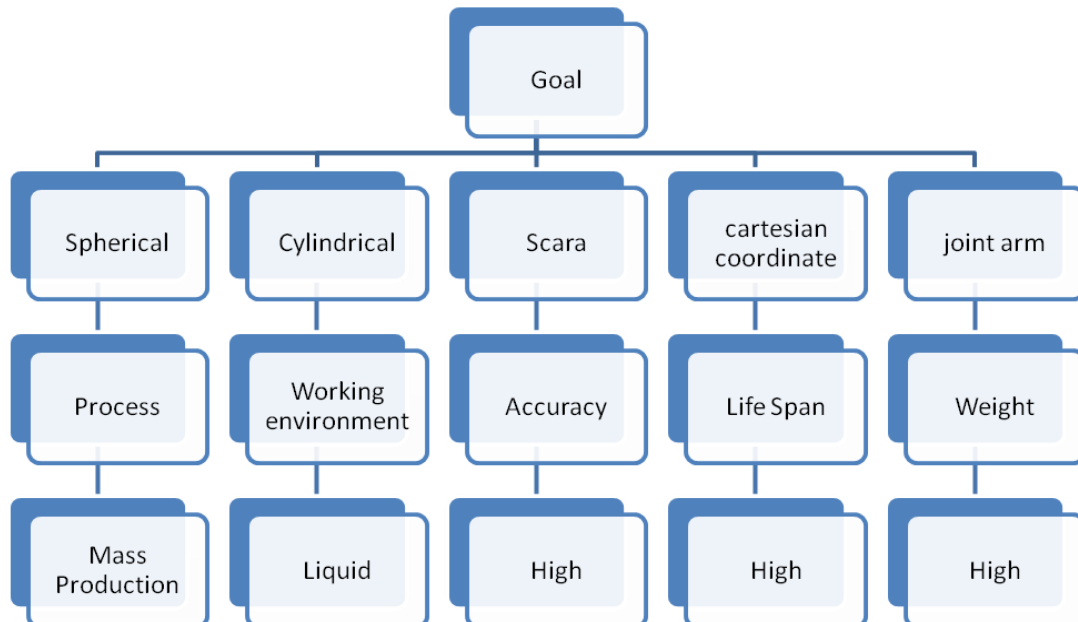 Goal
Spherical
Cylindrical
Scara
cartesian
coordinate
joint arm
Process
Working
environment
Accuracy
Life Span
Weight
Mass
Production
Liquid
High
High
High